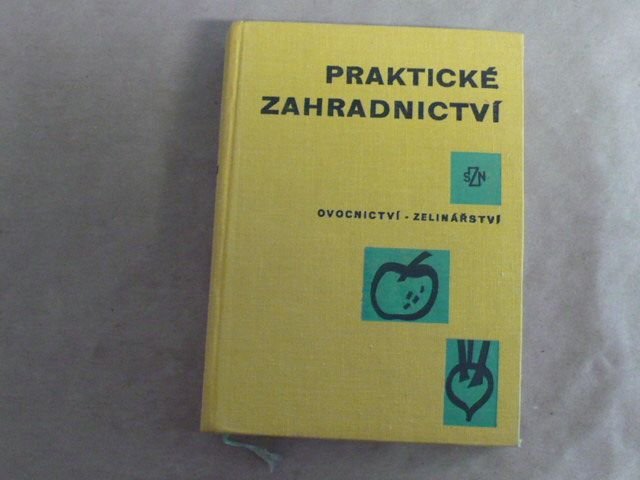 PRAKTICKÉ
ZAHRADNICTVÍ
SZN
OVOCNICTVÍ - ZELINÁŘSTVÍ